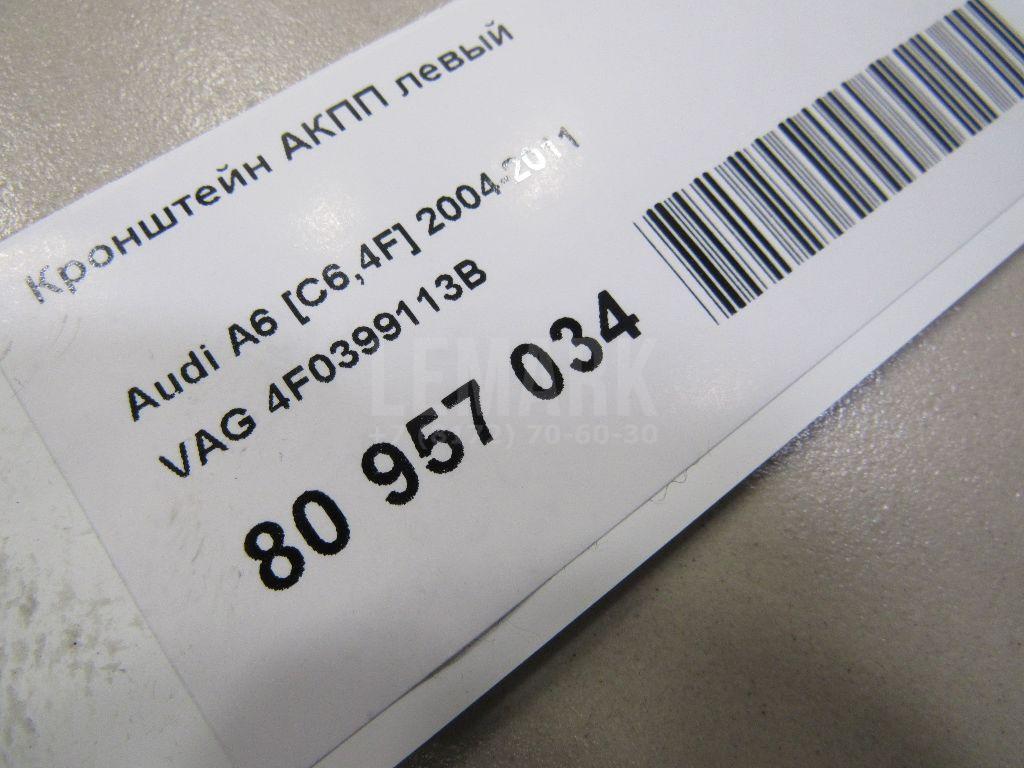 Кронштейн АКПП левый
Audi A6 [C6,4F] 2004-2011
VAG 4F0399113B
80 957 034
LEMARK
70-60-30